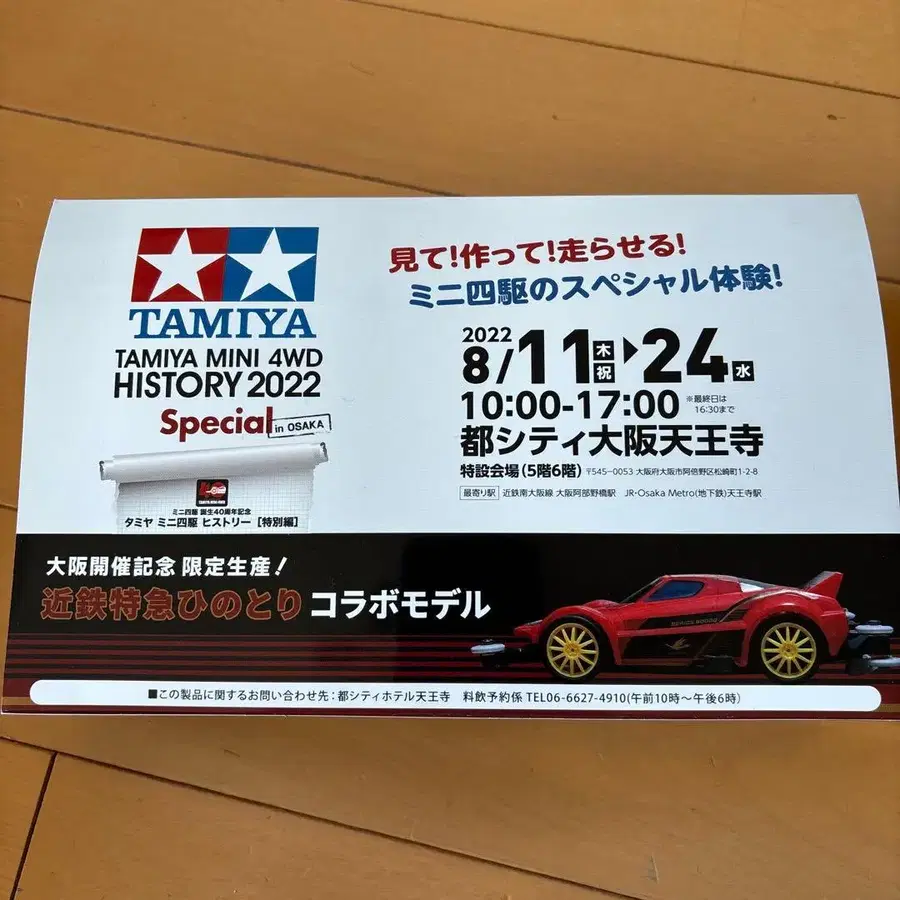 TAMIYA
TAMIYA MINI 4WD
HISTORY 2022
Special in OSAKA
ミニ四駆 誕生40周年記念
タミヤ ミニ四駆 ヒストリー［特別編］
見て!作って!走らせる!
ミニ四駆のスペシャル体験!
2022
8/11木祝▶24水
10:00-17:00 ※最終日は16:30まで
都シティ大阪天王寺
特設会場（5階6階） 〒545-0053 大阪府大阪市阿倍野区松崎町1-2-8
最寄り駅 近鉄南大阪線 大阪阿部野橋駅 JR・Osaka Metro(地下鉄)天王寺駅
大阪開催記念 限定生産!
近鉄特急ひのとり コラボモデル
■この製品に関するお問い合わせ先：都シティホテル天王寺 料飲予約係 TEL06-6627-4910(午前10時～午後6時)